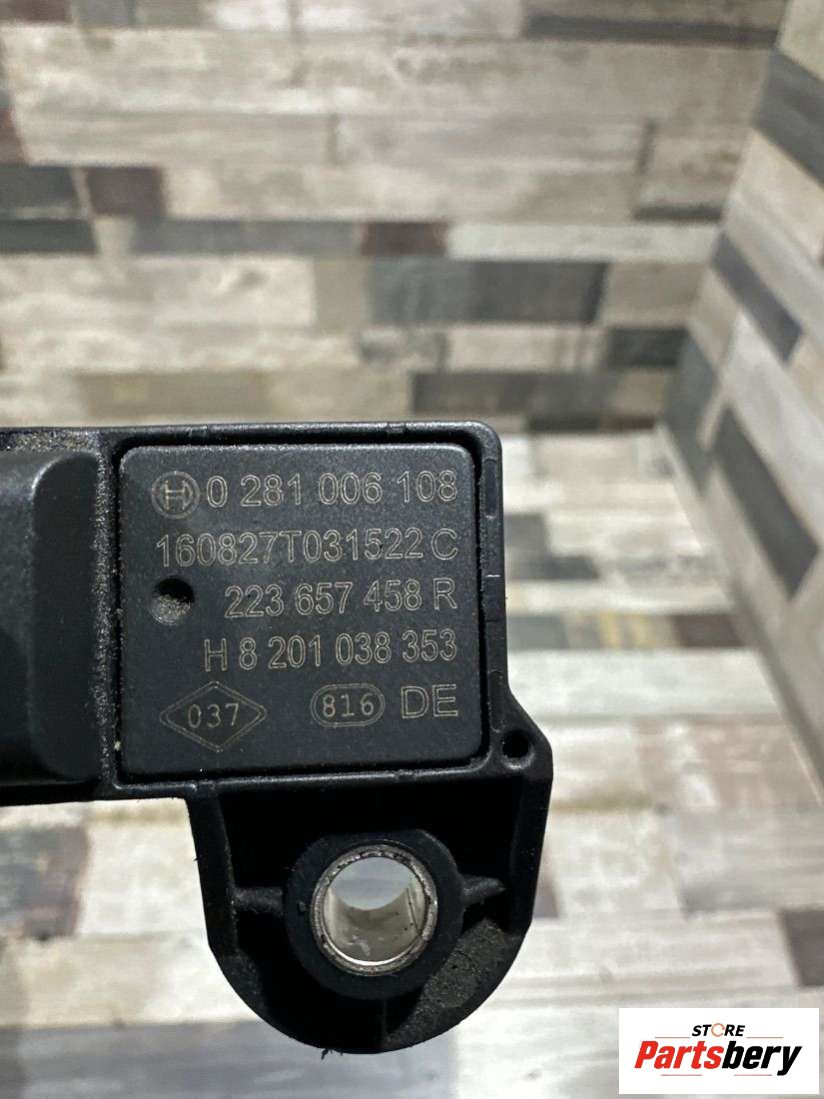 0 281 006 108
160827T031522 C
223 657 458 R
H 8 201 038 353
037 816 DE
STORE
Partsbery